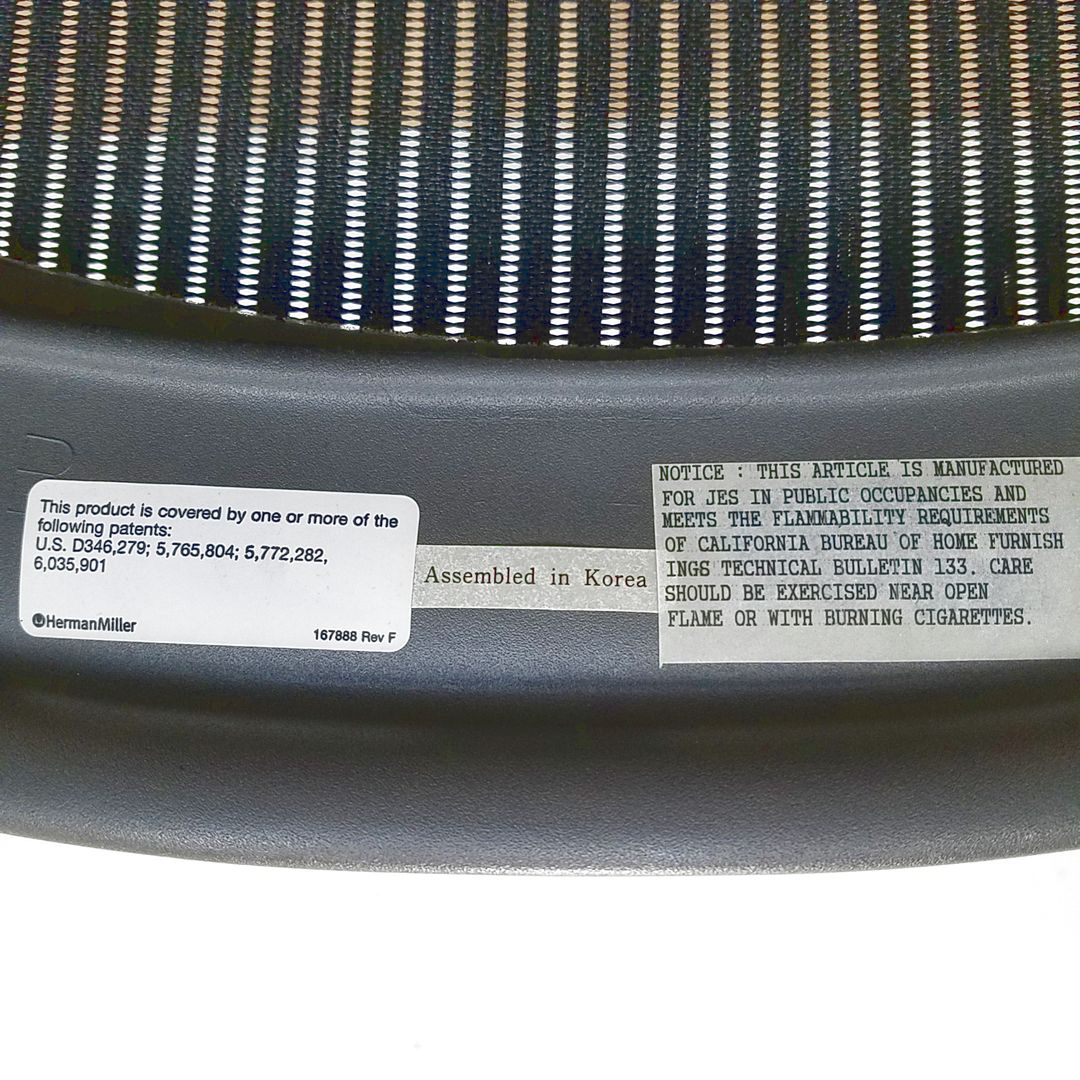 This product is covered by one or more of the
following patents:
U.S. D346,279; 5,765,804; 5,772,282,
6,035,901
HermanMiller
167888 Rev F
Assembled in Korea
NOTICE : THIS ARTICLE IS MANUFACTURED
FOR JES IN PUBLIC OCCUPANCIES AND
MEETS THE FLAMMABILITY REQUIREMENTS
OF CALIFORNIA BUREAU OF HOME FURNISH
INGS TECHNICAL BULLETIN 133. CARE
SHOULD BE EXERCISED NEAR OPEN
FLAME OR WITH BURNING CIGARETTES.